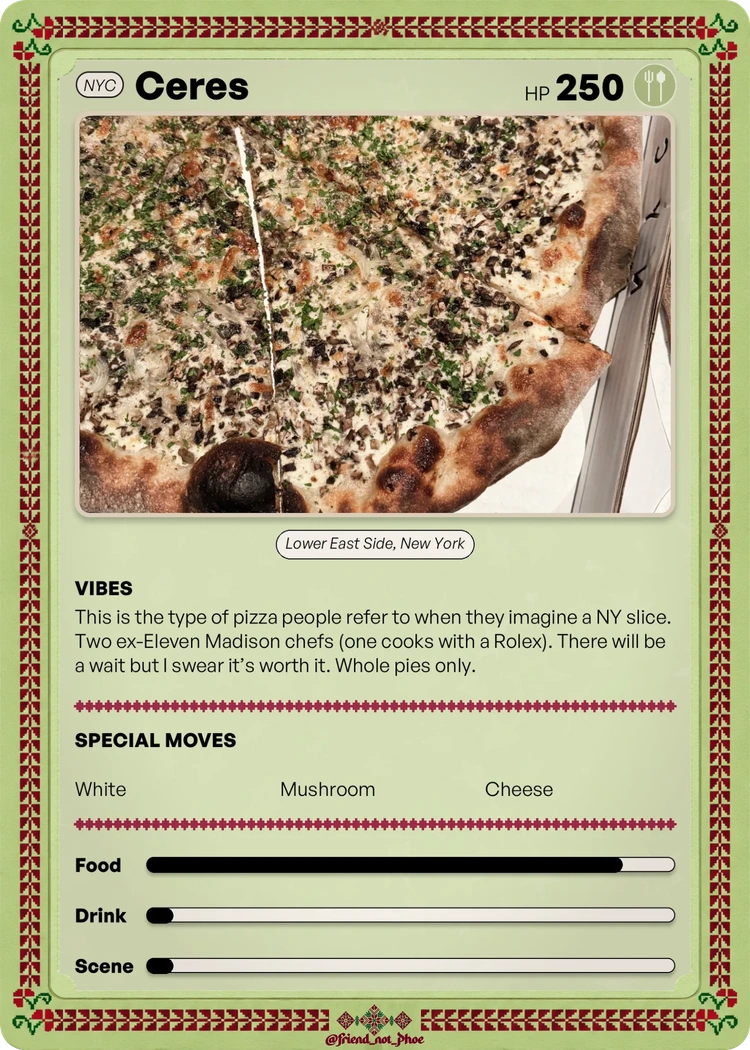 NYC Ceres HP 250
Lower East Side, New York
VIBES
This is the type of pizza people refer to when they imagine a NY slice.
Two ex-Eleven Madison chefs (one cooks with a Rolex). There will be
a wait but I swear it's worth it. Whole pies only.
SPECIAL MOVES
White Mushroom Cheese
Food
Drink
Scene
@friend_not_phoe